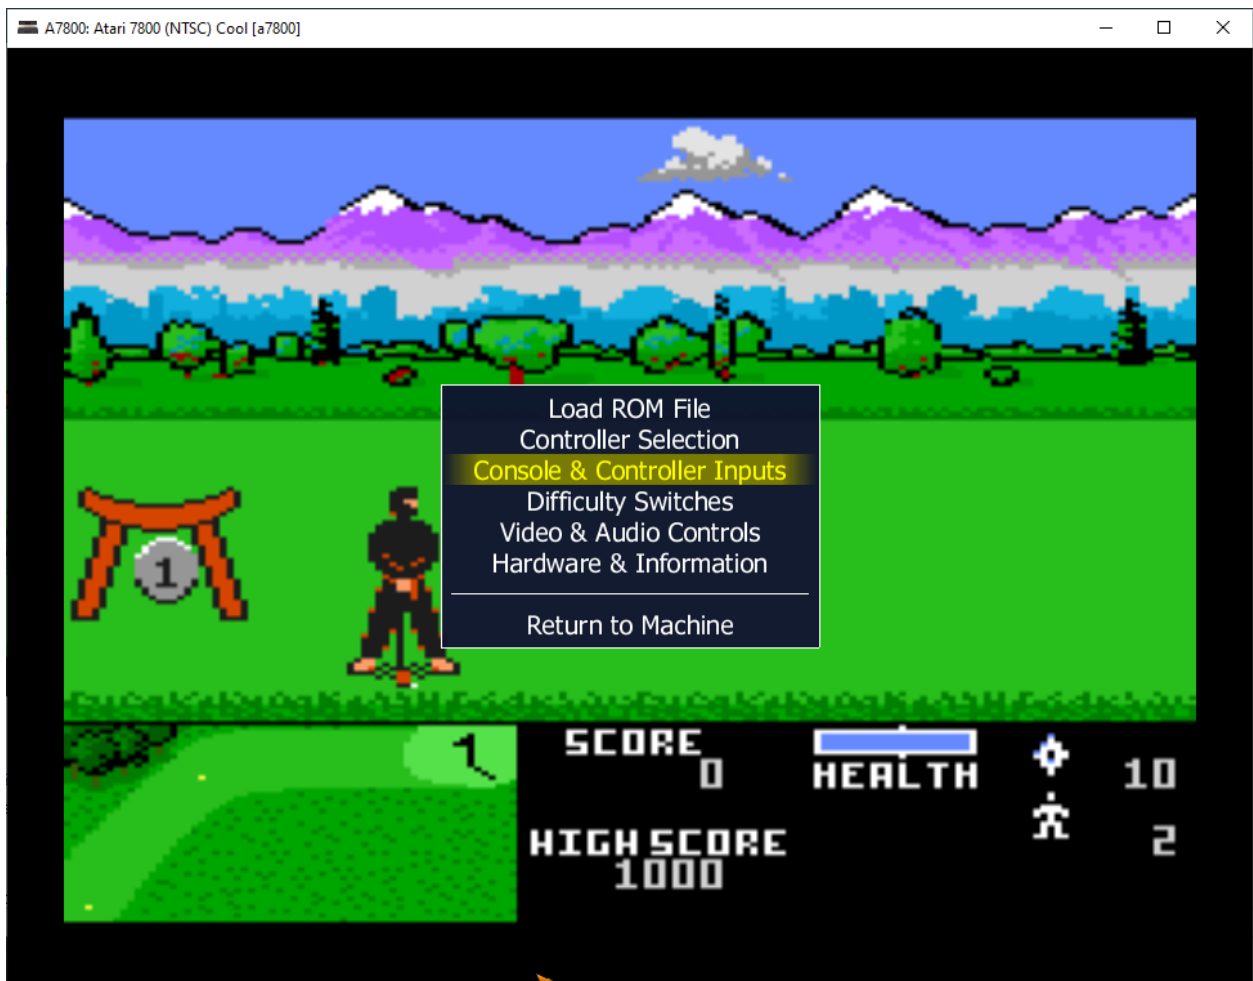 A7800: Atari 7800 (NTSC) Cool [a7800]
Load ROM File
Controller Selection
Console & Controller Inputs
Difficulty Switches
Video & Audio Controls
Hardware & Information
Return to Machine
1
1
SCORE
0
HEALTH
10
HIGH SCORE
1000
2